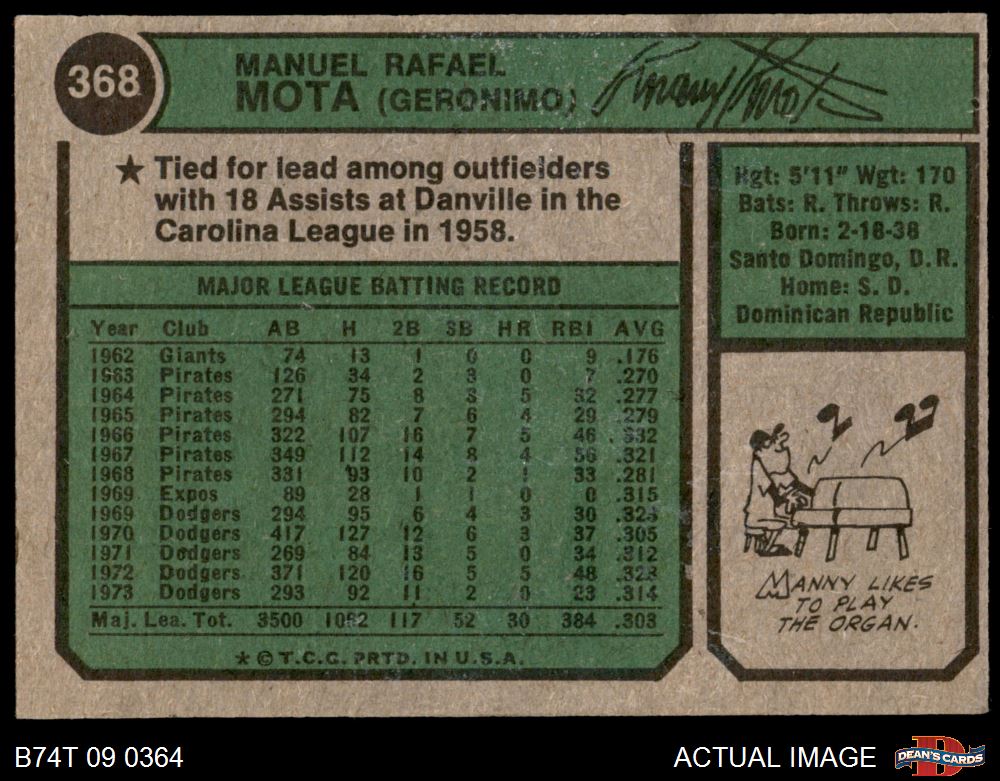 368
MANUEL RAFAEL
MOTA (GERONIMO)
Manny Mota
★ Tied for lead among outfielders
with 18 Assists at Danville in the
Carolina League in 1958.
Hgt: 5'11" Wgt: 170
Bats: R. Throws: R.
Born: 2-18-38
Santo Domingo, D.R.
Home: S. D.
Dominican Republic
MAJOR LEAGUE BATTING RECORD
Year Club AB H 2B 3B HR RBI AVG
1962 Giants 74 13 1 0 0 9 .176
1963 Pirates 126 34 2 3 0 7 .270
1964 Pirates 271 75 8 3 5 32 .277
1965 Pirates 294 82 7 6 4 29 .279
1966 Pirates 322 107 16 7 5 46 .332
1967 Pirates 349 112 14 8 4 56 .321
1968 Pirates 331 93 10 2 1 33 .281
1969 Expos 89 28 1 1 0 0 .315
1969 Dodgers 294 95 6 4 3 30 .323
1970 Dodgers 417 127 12 6 3 37 .305
1971 Dodgers 269 84 13 5 0 34 .312
1972 Dodgers 371 120 16 5 5 48 .323
1973 Dodgers 293 92 11 2 0 23 .314
Maj. Lea. Tot. 3500 1062 117 52 30 384 .303
★ © T.C.G. PRTD. IN U.S.A.
MANNY LIKES
TO PLAY
THE ORGAN.
B74T 09 0364
ACTUAL IMAGE
DEAN'S CARDS